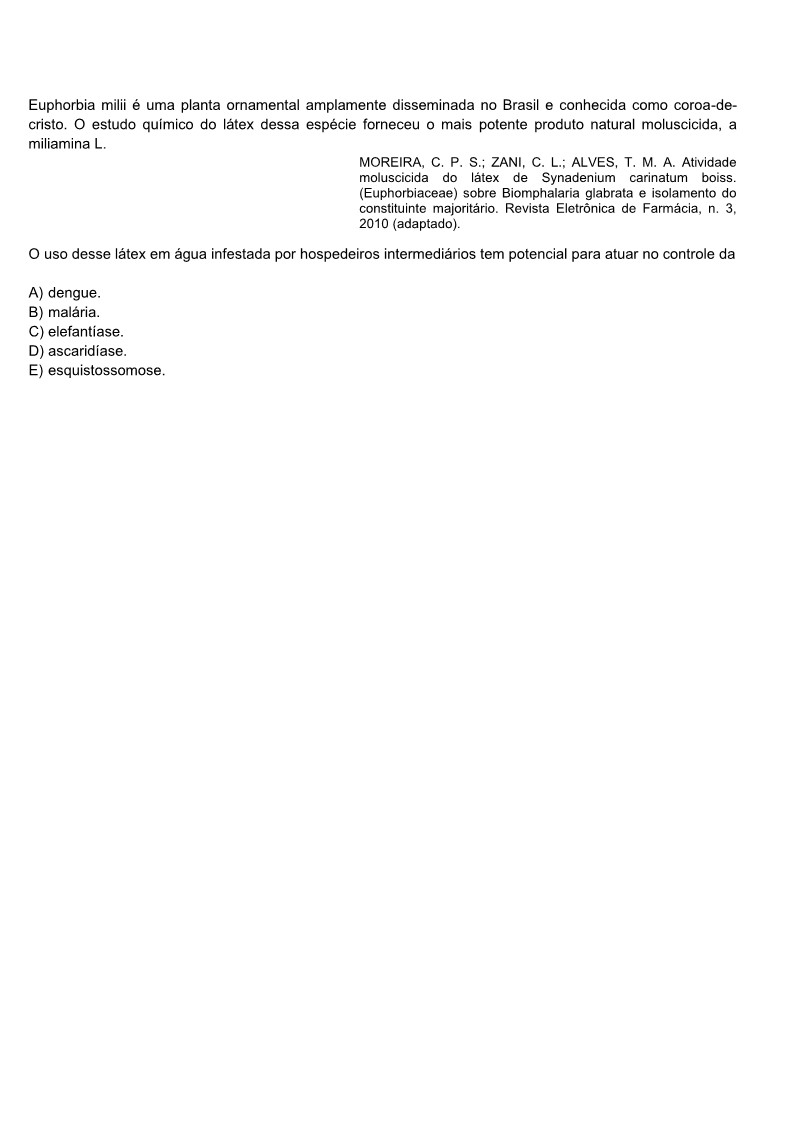 Euphorbia milii é uma planta ornamental amplamente disseminada no Brasil e conhecida como coroa-de-
cristo. O estudo químico do látex dessa espécie forneceu o mais potente produto natural moluscicida, a
miliamina L.
MOREIRA, C. P. S.; ZANI, C. L.; ALVES, T. M. A. Atividade
moluscicida do látex de Synadenium carinatum boiss.
(Euphorbiaceae) sobre Biomphalaria glabrata e isolamento do
constituinte majoritário. Revista Eletrônica de Farmácia, n. 3,
2010 (adaptado).
O uso desse látex em água infestada por hospedeiros intermediários tem potencial para atuar no controle da
A) dengue.
B) malária.
C) elefantíase.
D) ascaridíase.
E) esquistossomose.